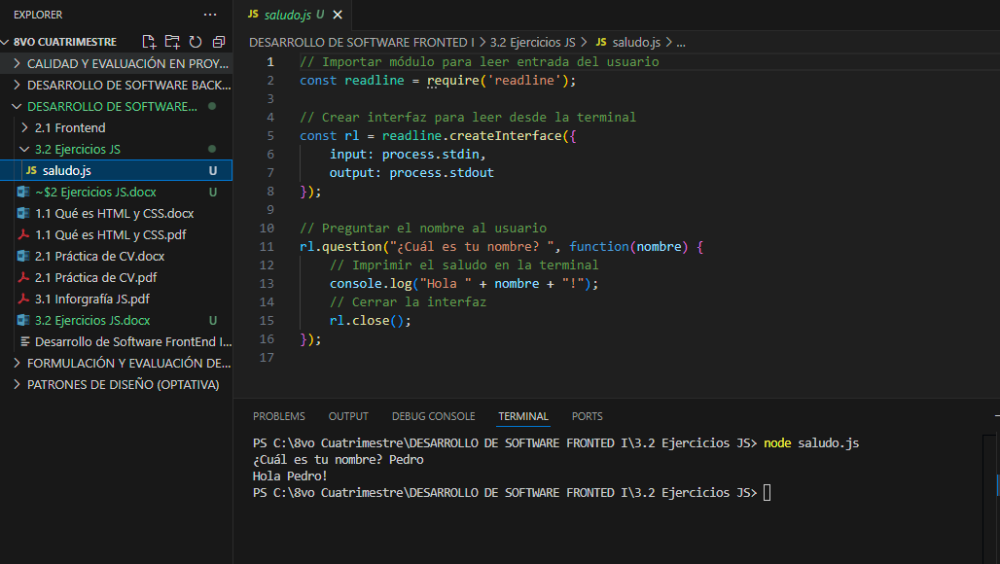 EXPLORER
8VO CUATRIMESTRE
CALIDAD Y EVALUACIÓN EN PROY...
DESARROLLO DE SOFTWARE BACK...
DESARROLLO DE SOFTWARE...
2.1 Frontend
3.2 Ejercicios JS
JS saludo.js U
~$2 Ejercicios JS.docx U
1.1 Qué es HTML y CSS.docx
1.1 Qué es HTML y CSS.pdf
2.1 Práctica de CV.docx
2.1 Práctica de CV.pdf
3.1 Inforgrafía JS.pdf
3.2 Ejercicios JS.docx U
Desarrollo de Software FrontEnd I...
FORMULACIÓN Y EVALUACIÓN DE...
PATRONES DE DISEÑO (OPTATIVA)
JS saludo.js U
DESARROLLO DE SOFTWARE FRONTED I > 3.2 Ejercicios JS > JS saludo.js > ...
1 // Importar módulo para leer entrada del usuario
2 const readline = require('readline');
3
4 // Crear interfaz para leer desde la terminal
5 const rl = readline.createInterface({
6 input: process.stdin,
7 output: process.stdout
8 });
9
10 // Preguntar el nombre al usuario
11 rl.question("¿Cuál es tu nombre? ", function(nombre) {
12 // Imprimir el saludo en la terminal
13 console.log("Hola " + nombre + "!");
14 // Cerrar la interfaz
15 rl.close();
16 });
17
PROBLEMS OUTPUT DEBUG CONSOLE TERMINAL PORTS
PS C:\8vo Cuatrimestre\DESARROLLO DE SOFTWARE FRONTED I\3.2 Ejercicios JS> node saludo.js
¿Cuál es tu nombre? Pedro
Hola Pedro!
PS C:\8vo Cuatrimestre\DESARROLLO DE SOFTWARE FRONTED I\3.2 Ejercicios JS>